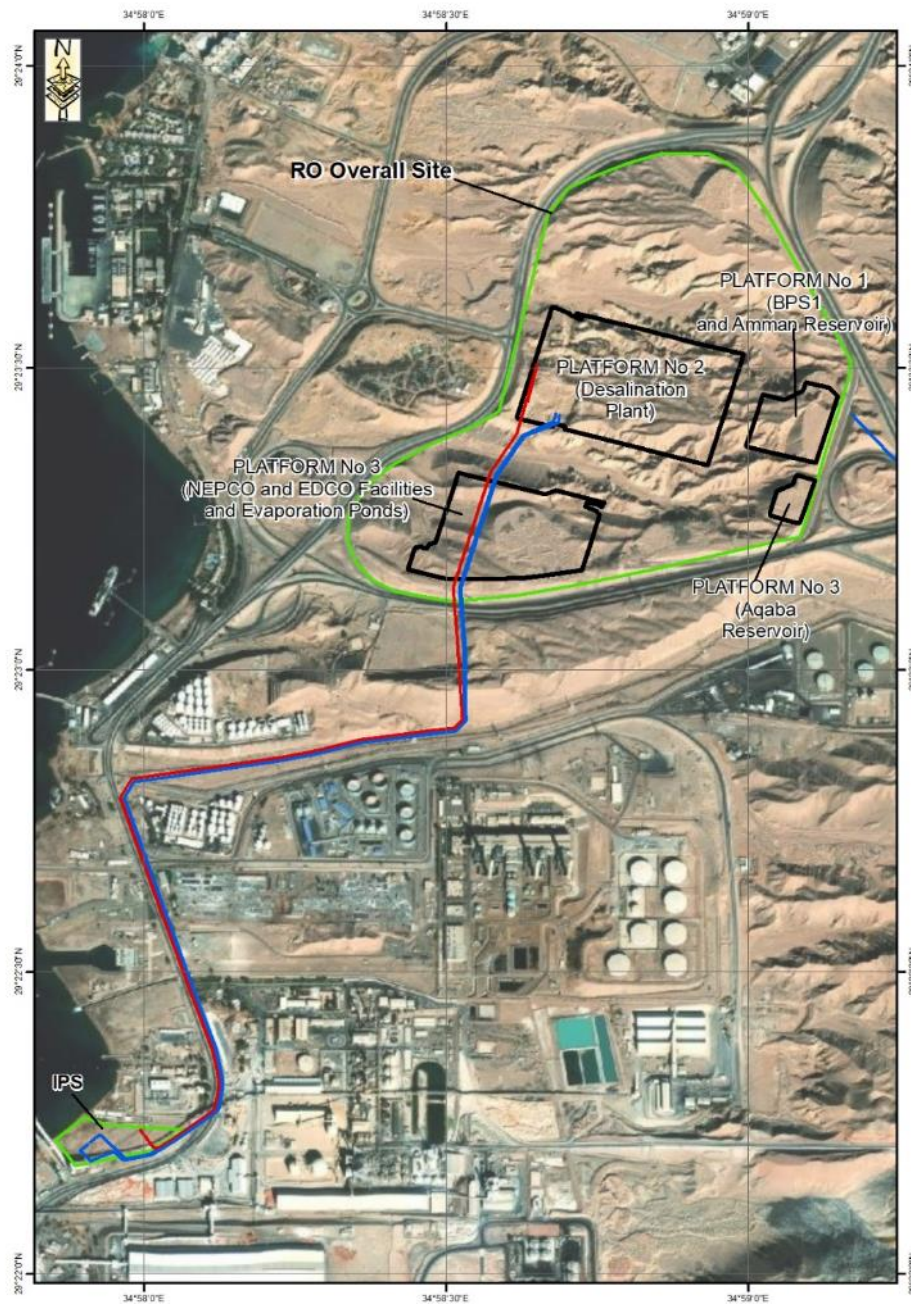 34°58'0"E
34°58'30"E
34°59'0"E
29°24'0"N
N
RO Overall Site
PLATFORM No 1
(BPS1
and Amman Reservoir)
29°23'30"N
PLATFORM No 2
(Desalination
Plant)
PLATFORM No 3
(NEPCO and EDCO Facilities
and Evaporation Ponds)
PLATFORM No 3
(Aqaba
Reservoir)
29°23'0"N
29°22'30"N
IPS
29°22'0"N
34°58'0"E
34°58'30"E
34°59'0"E